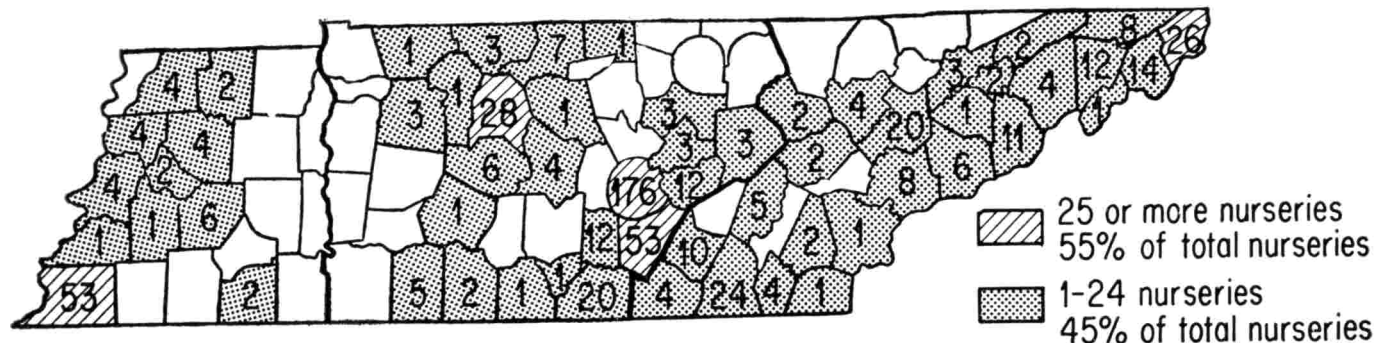 1 3 7 1 2 8 26
4 2 1 3 2 4 12 14
3 28 1 3 2 4 20 1 1
4 4 3 3 2 11
2 6 4 12 8 6
4 176 5
1 6 1 12 53 10 2 1
1
53 2 5 2 1 1 20 4 24 4 1
25 or more nurseries
55% of total nurseries
1-24 nurseries
45% of total nurseries